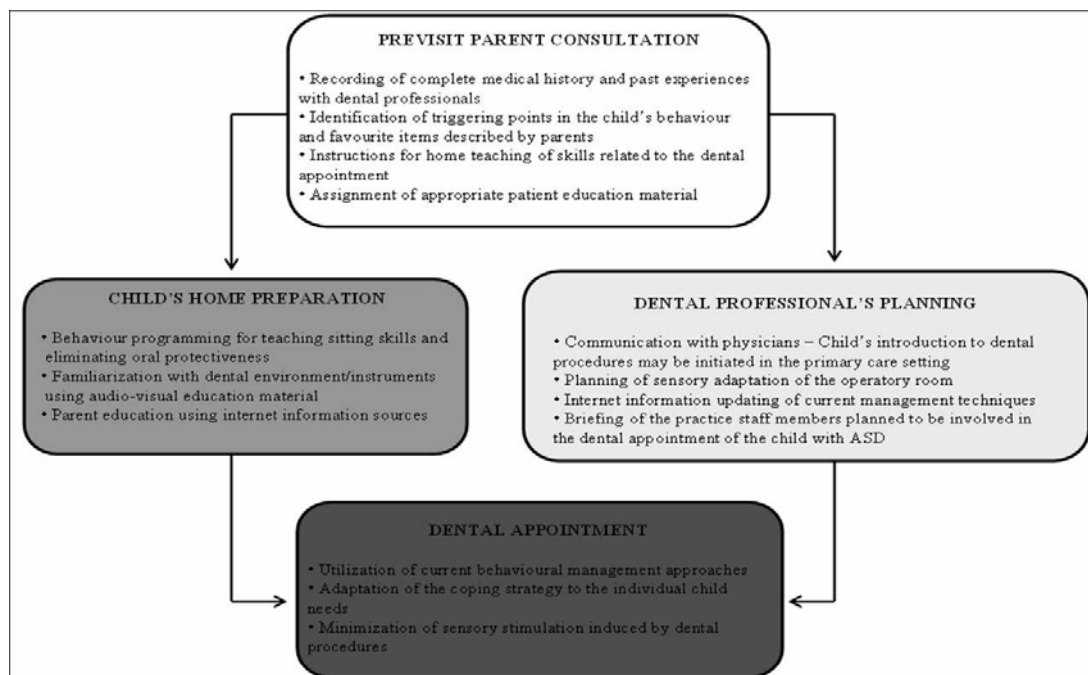 PREVISIT PARENT CONSULTATION
• Recording of complete medical history and past experiences
with dental professionals
• Identification of triggering points in the child's behaviour
and favourite items described by parents
• Instructions for home teaching of skills related to the dental
appointment
• Assignment of appropriate patient education material
CHILD'S HOME PREPARATION
• Behaviour programming for teaching sitting skills and
eliminating oral protectiveness
• Familiarization with dental environment/instruments
using audio-visual education material
• Parent education using internet information sources
DENTAL PROFESSIONAL'S PLANNING
• Communication with physicians – Child's introduction to dental
procedures may be initiated in the primary care setting
• Planning of sensory adaptation of the operatory room
• Internet information updating of current management techniques
• Briefing of the practice staff members planned to be involved in
the dental appointment of the child with ASD
DENTAL APPOINTMENT
• Utilization of current behavioural management approaches
• Adaptation of the coping strategy to the individual child
needs
• Minimization of sensory stimulation induced by dental
procedures